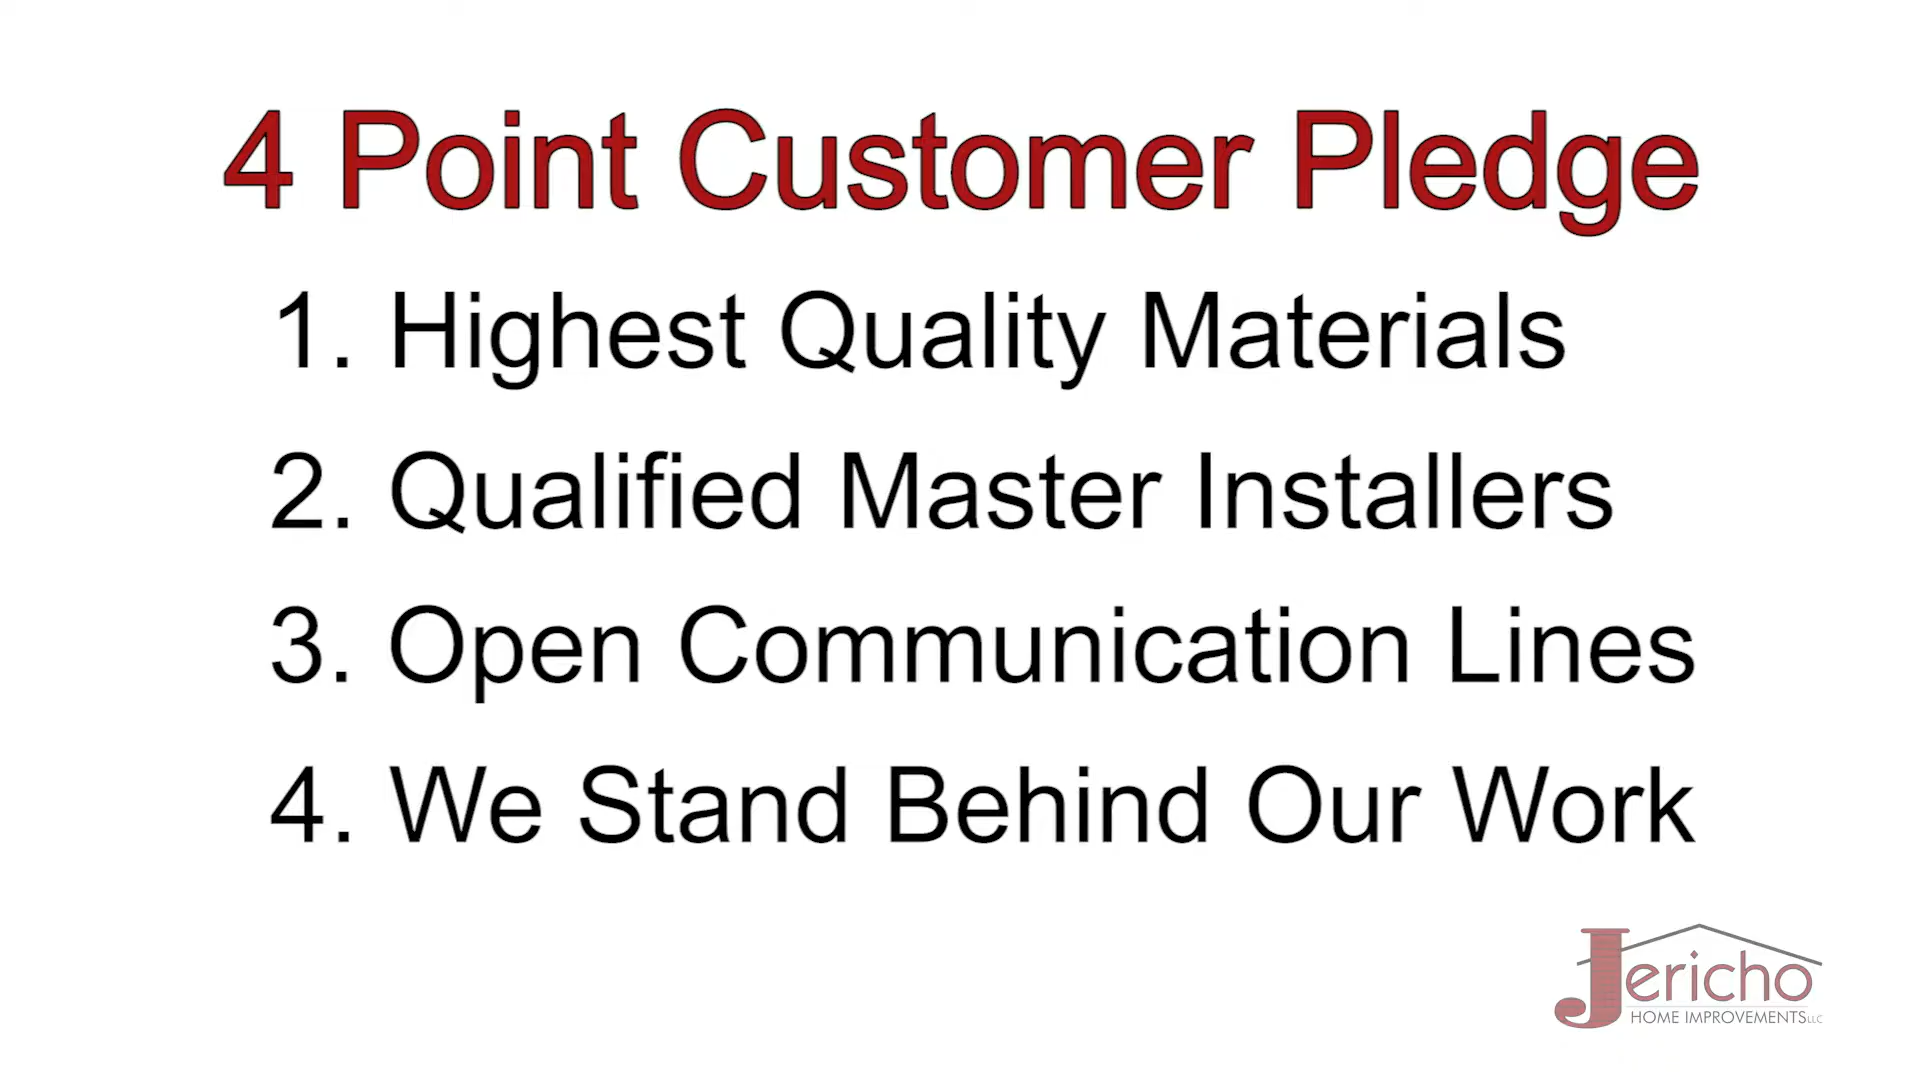 4 Point Customer Pledge
1. Highest Quality Materials
2. Qualified Master Installers
3. Open Communication Lines
4. We Stand Behind Our Work
Jericho
HOME IMPROVEMENTS LLC